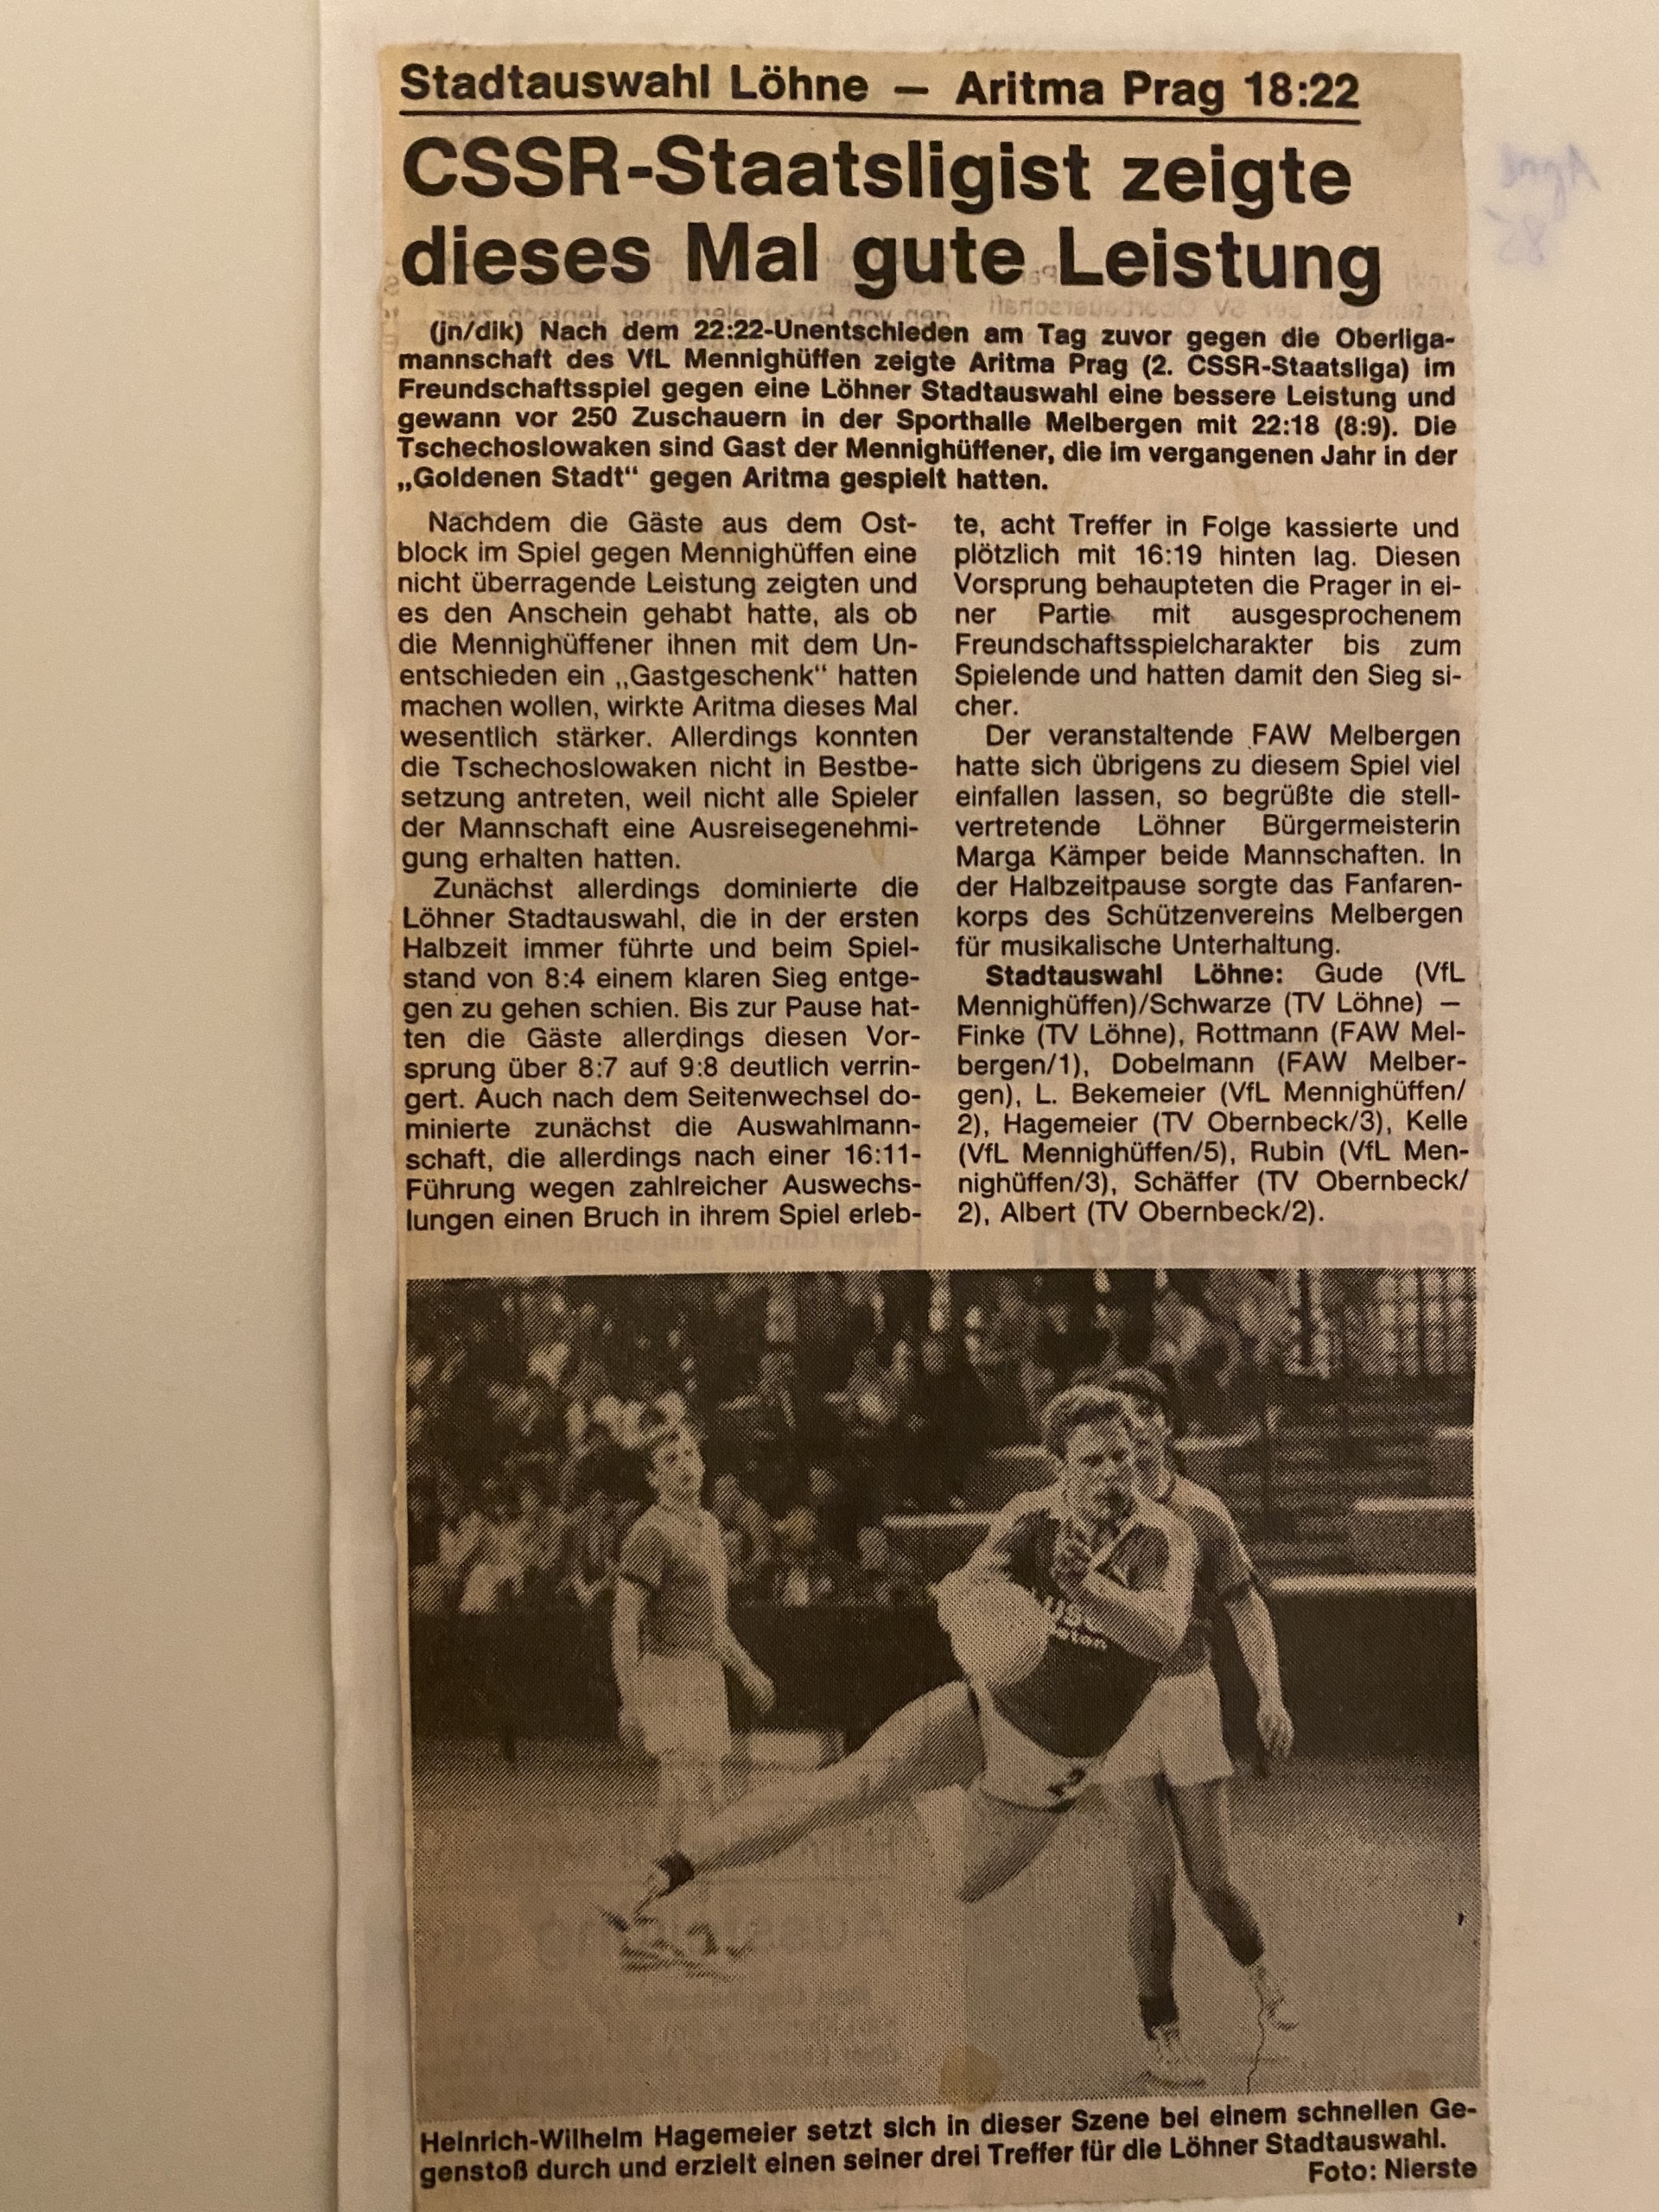 Stadtauswahl Löhne — Aritma Prag 18:22
CSSR-Staatsligist zeigte
dieses Mal gute Leistung
(jn/dik) Nach dem 22:22-Unentschieden am Tag zuvor gegen die Oberliga-
mannschaft des VfL Mennighüffen zeigte Aritma Prag (2. CSSR-Staatsliga) im
Freundschaftsspiel gegen eine Löhner Stadtauswahl eine bessere Leistung und
gewann vor 250 Zuschauern in der Sporthalle Melbergen mit 22:18 (8:9). Die
Tschechoslowaken sind Gast der Mennighüffener, die im vergangenen Jahr in der
„Goldenen Stadt“ gegen Aritma gespielt hatten.
Nachdem die Gäste aus dem Ost-
block im Spiel gegen Mennighüffen eine
nicht überragende Leistung zeigten und
es den Anschein gehabt hatte, als ob
die Mennighüffener ihnen mit dem Un-
entschieden ein „Gastgeschenk“ hatten
machen wollen, wirkte Aritma dieses Mal
wesentlich stärker. Allerdings konnten
die Tschechoslowaken nicht in Bestbe-
setzung antreten, weil nicht alle Spieler
der Mannschaft eine Ausreisegenehmi-
gung erhalten hatten.
Zunächst allerdings dominierte die
Löhner Stadtauswahl, die in der ersten
Halbzeit immer führte und beim Spiel-
stand von 8:4 einem klaren Sieg entge-
gen zu gehen schien. Bis zur Pause hat-
ten die Gäste allerdings diesen Vor-
sprung über 8:7 auf 9:8 deutlich verrin-
gert. Auch nach dem Seitenwechsel do-
minierte zunächst die Auswahlmann-
schaft, die allerdings nach einer 16:11-
Führung wegen zahlreicher Auswechs-
lungen einen Bruch in ihrem Spiel erleb-
te, acht Treffer in Folge kassierte und
plötzlich mit 16:19 hinten lag. Diesen
Vorsprung behaupteten die Prager in ei-
ner Partie mit ausgesprochenem
Freundschaftsspielcharakter bis zum
Spielende und hatten damit den Sieg si-
cher.
Der veranstaltende FAW Melbergen
hatte sich übrigens zu diesem Spiel viel
einfallen lassen, so begrüßte die stell-
vertretende Löhner Bürgermeisterin
Marga Kämper beide Mannschaften. In
der Halbzeitpause sorgte das Fanfaren-
korps des Schützenvereins Melbergen
für musikalische Unterhaltung.
Stadtauswahl Löhne: Gude (VfL
Mennighüffen)/Schwarze (TV Löhne) —
Finke (TV Löhne), Rottmann (FAW Mel-
bergen/1), Dobelmann (FAW Melber-
gen), L. Bekemeier (VfL Mennighüffen/
2), Hagemeier (TV Obernbeck/3), Kelle
(VfL Mennighüffen/5), Rubin (VfL Men-
nighüffen/3), Schäffer (TV Obernbeck/
2), Albert (TV Obernbeck/2).
2
Heinrich-Wilhelm Hagemeier setzt sich in dieser Szene bei einem schnellen Ge-
genstoß durch und erzielt einen seiner drei Treffer für die Löhner Stadtauswahl.
Foto: Nierste